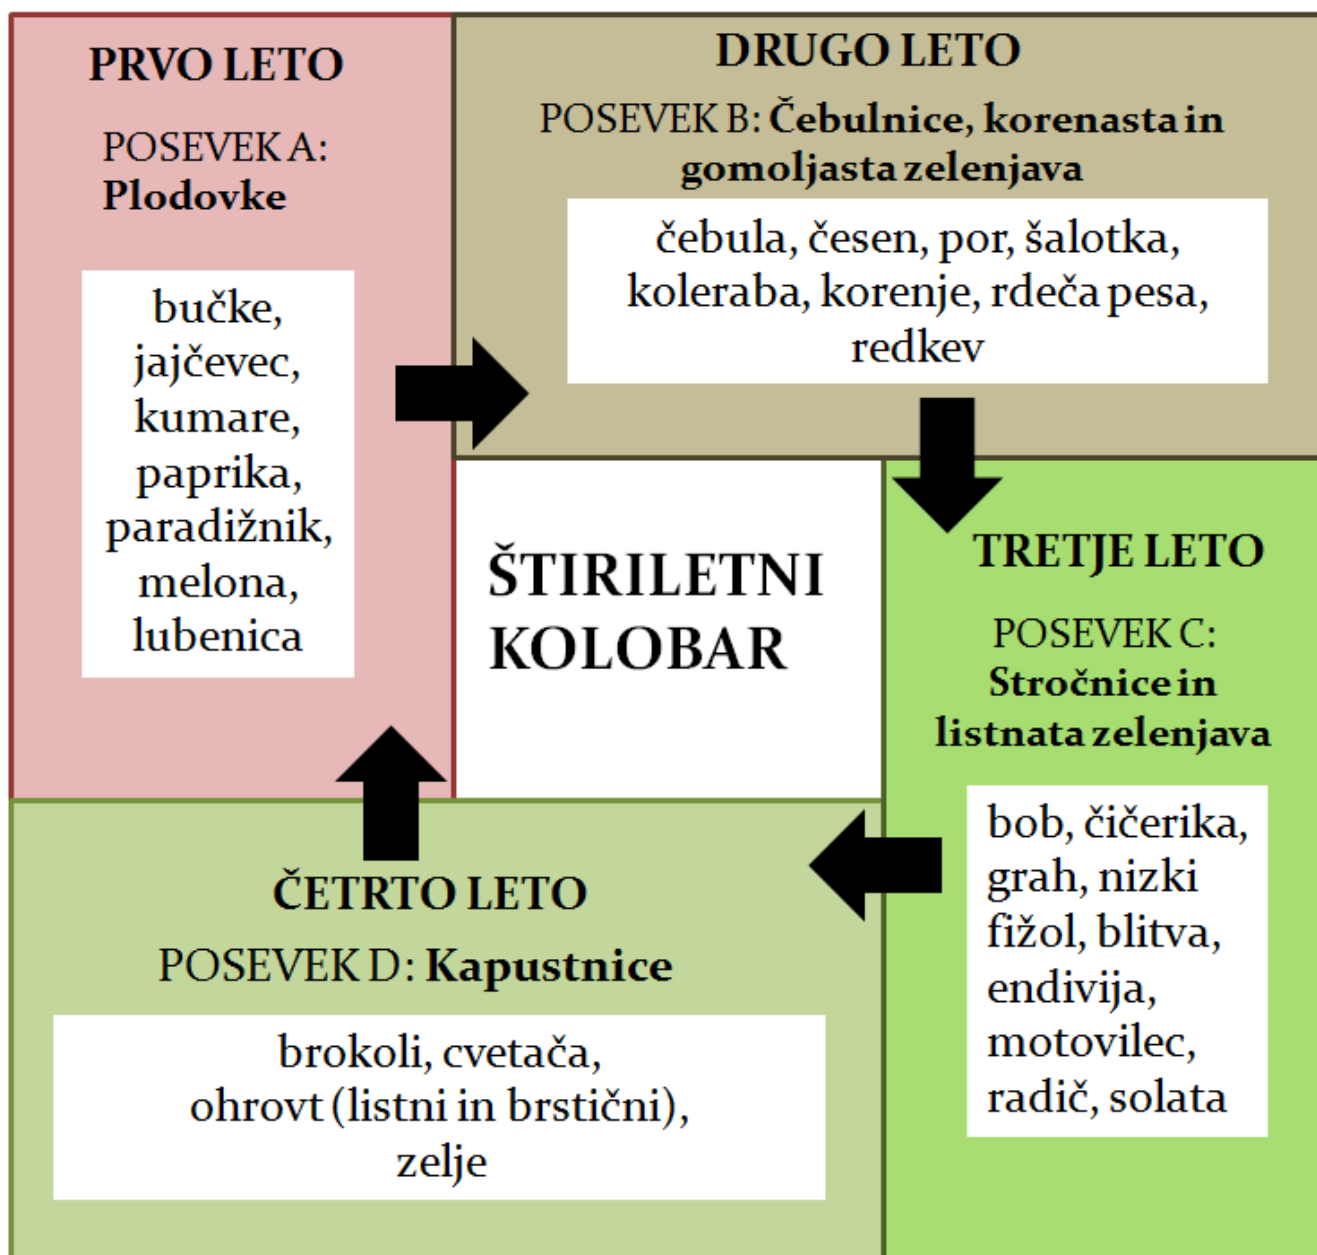 PRVO LETO
POSEVEK A:
Plodovke
bučke,
jajčevec,
kumare,
paprika,
paradižnik,
melona,
lubenica
DRUGO LETO
POSEVEK B: Čebulnice, korenasta in
gomoljasta zelenjava
čebula, česen, por, šalotka,
koleraba, korenje, rdeča pesa,
redkev
ŠTIRILETNI
KOLOBAR
TRETJE LETO
POSEVEK C:
Stročnice in
listnata zelenjava
bob, čičerika,
grah, nizki
fižol, blitva,
endivija,
motovilec,
radič, solata
ČETRTO LETO
POSEVEK D: Kapustnice
brokoli, cvetača,
ohrovt (listni in brstični),
zelje